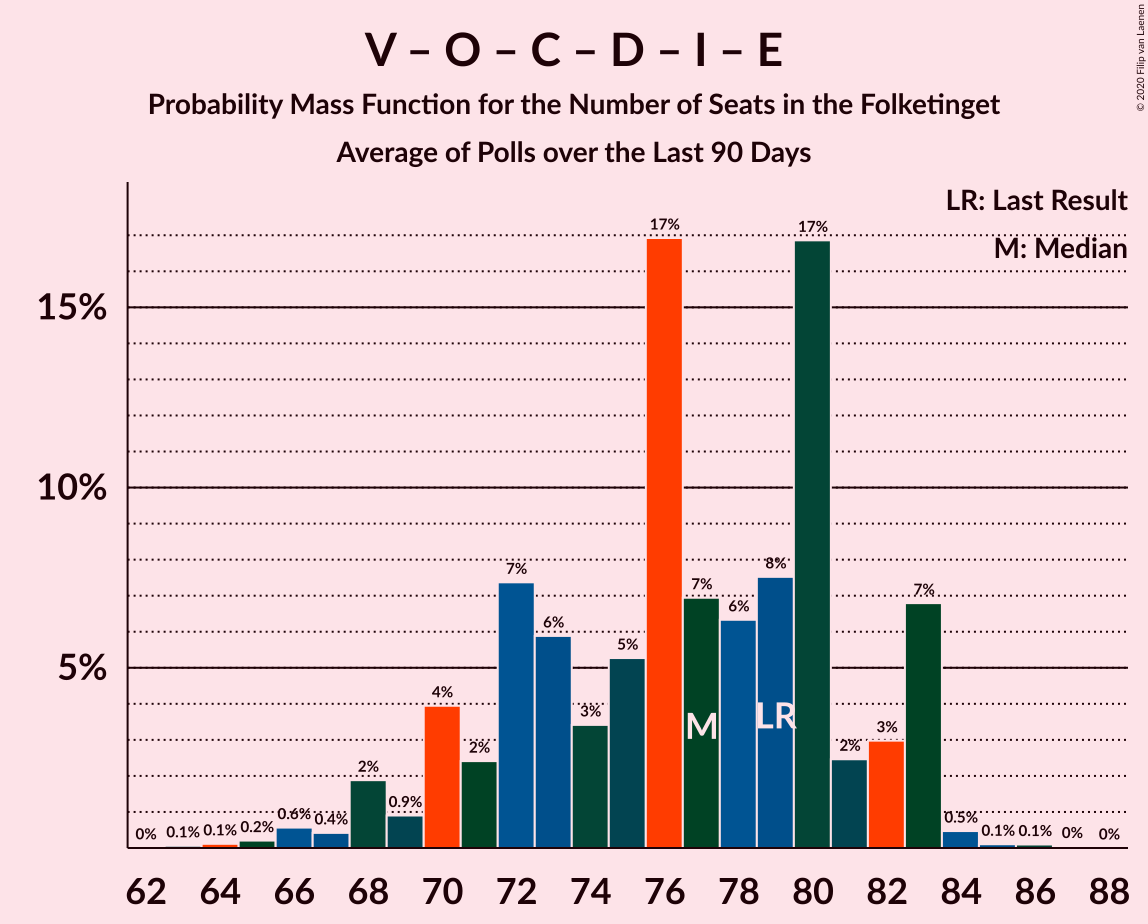 V – O – C – D – I – E
Probability Mass Function for the Number of Seats in the Folketinget
Average of Polls over the Last 90 Days
© 2020 Filip van Laenen
LR: Last Result
M: Median
15%
10%
5%
0% 0.1% 0.1% 0.2% 0.6% 0.4% 2% 0.9% 4% 2% 7% 6% 3% 5% 17% 7% 6% 8% 17% 2% 3% 7% 0.5% 0.1% 0.1% 0% 0%
M LR
62 64 66 68 70 72 74 76 78 80 82 84 86 88